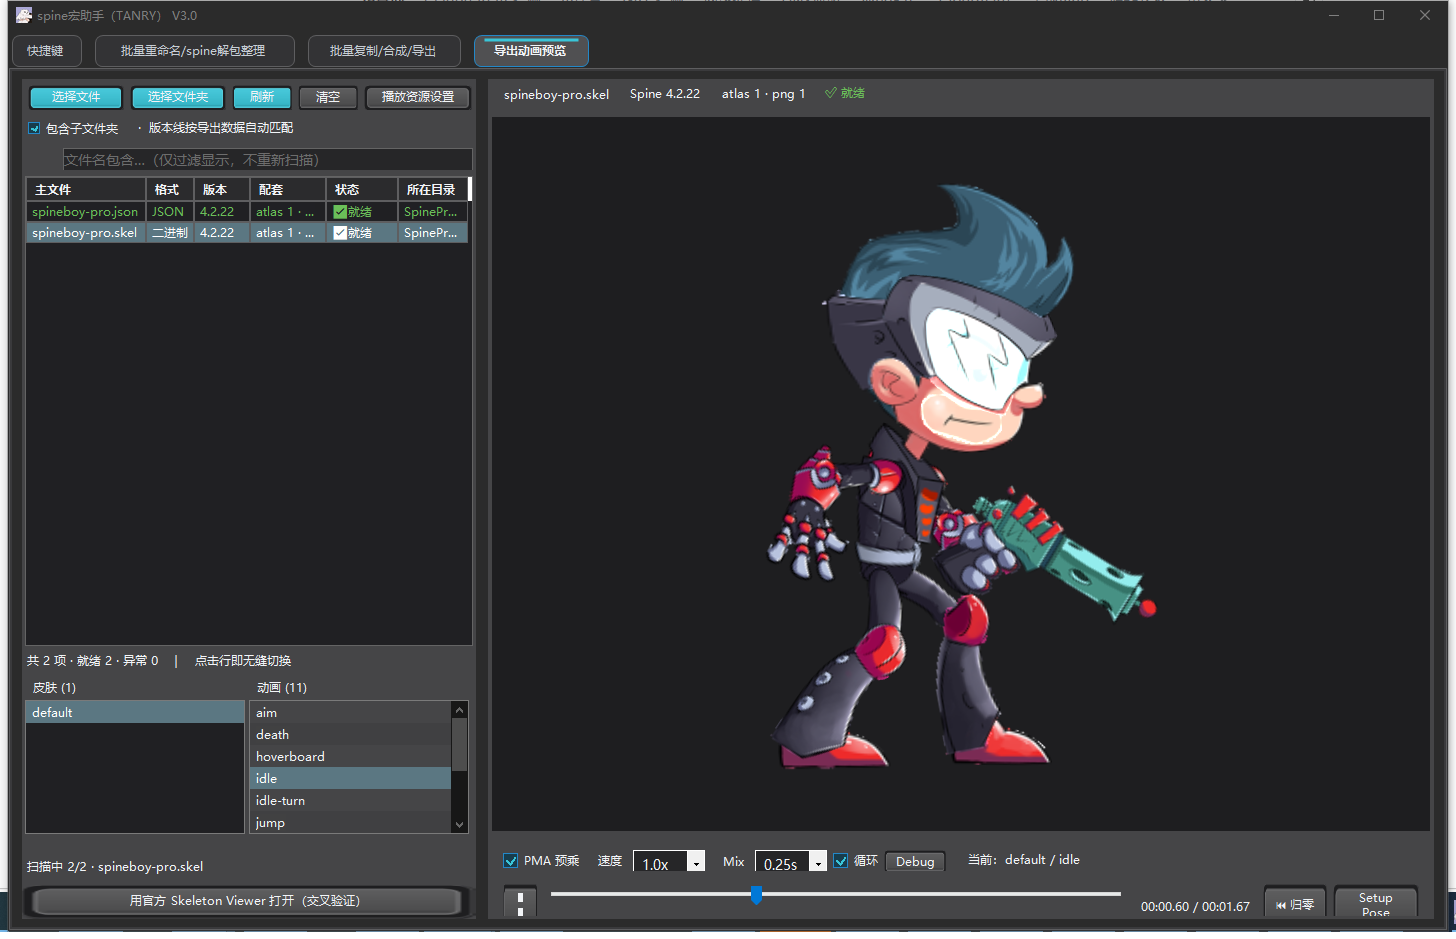 spine宏助手（TANRY） V3.0
快捷键 批量重命名/spine解包整理 批量复制/合成/导出 导出动画预览
选择文件 选择文件夹 刷新 清空 播放资源设置
包含子文件夹 · 版本线按导出数据自动匹配
文件名包含...（仅过滤显示，不重新扫描）
主文件 格式 版本 配套 状态 所在目录
spineboy-pro.json JSON 4.2.22 atlas 1 · ... 就绪 SpinePr...
spineboy-pro.skel 二进制 4.2.22 atlas 1 · ... 就绪 SpinePr...
共 2 项 · 就绪 2 · 异常 0 | 点击行即无缝切换
皮肤 (1) 动画 (11)
default
aim
death
hoverboard
idle
idle-turn
jump
扫描中 2/2 · spineboy-pro.skel
用官方 Skeleton Viewer 打开（交叉验证）
spineboy-pro.skel Spine 4.2.22 atlas 1 · png 1 就绪
PMA 预乘 速度 1.0x Mix 0.25s 循环 Debug 当前：default / idle
00:00.60 / 00:01.67 归零 Setup
Pose